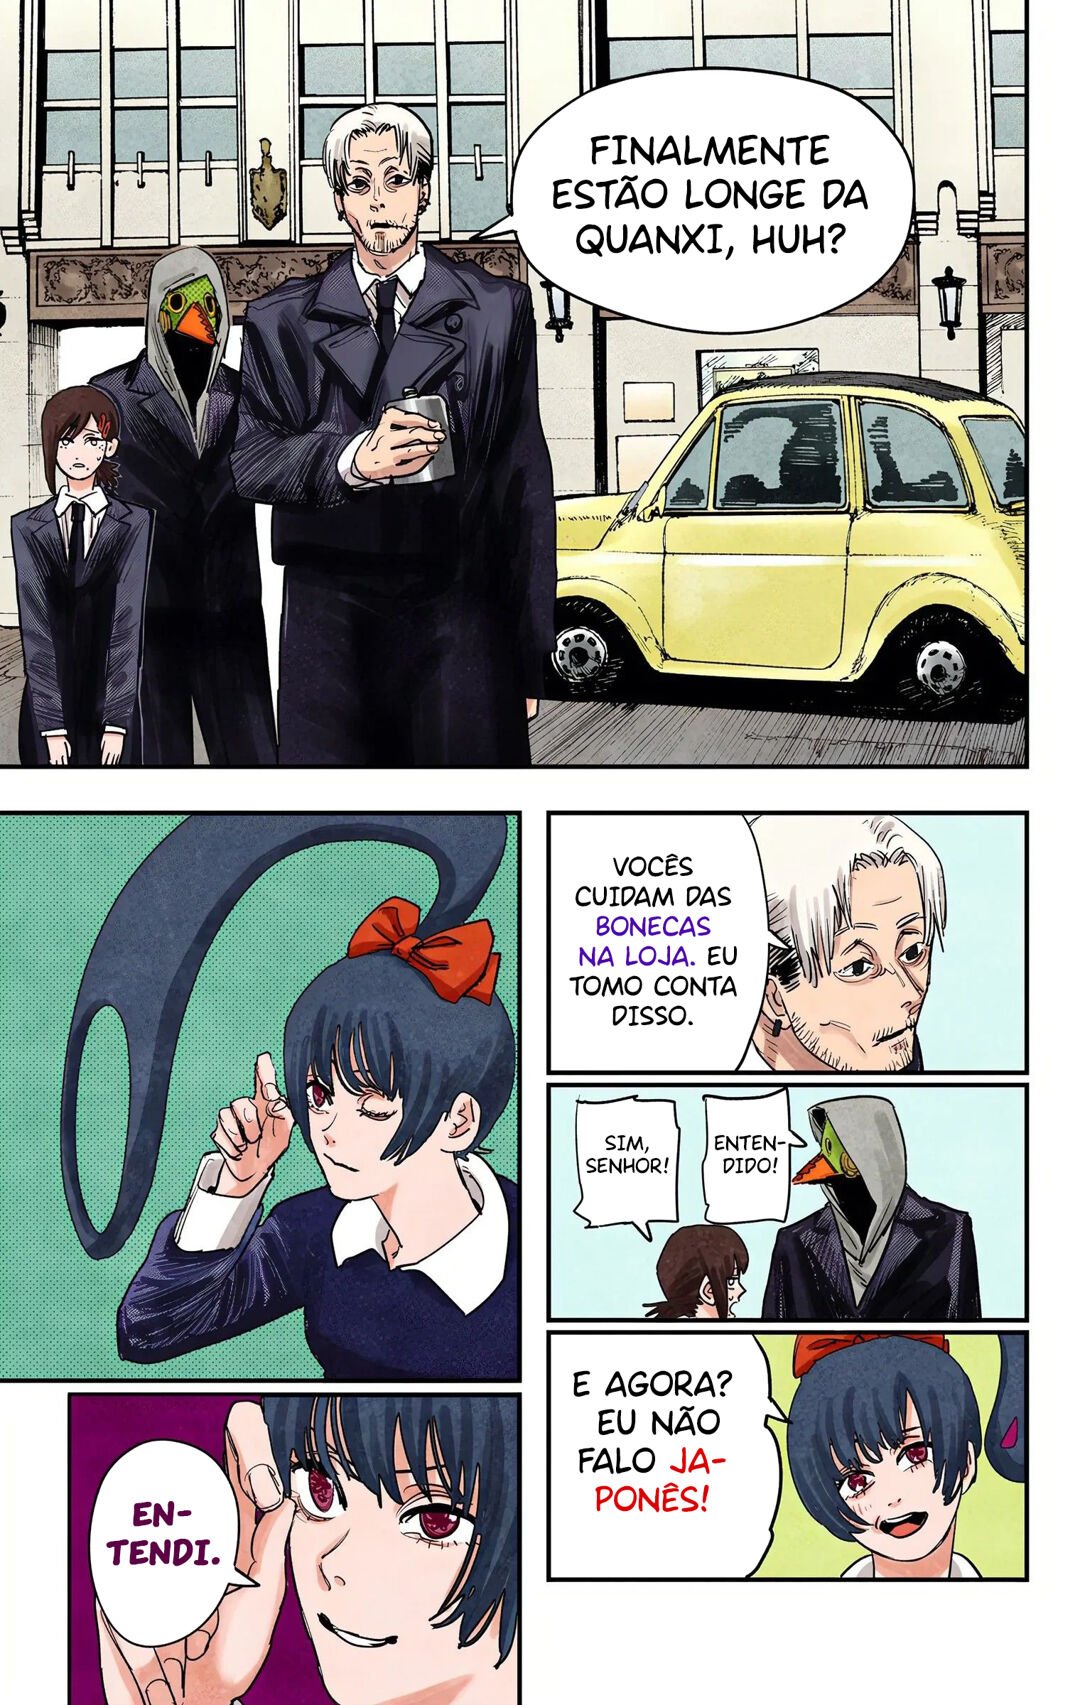 FINALMENTE
ESTÃO LONGE DA
QUANXI, HUH?
VOCÊS
CUIDAM DAS
BONECAS
NA LOJA. EU
TOMO CONTA
DISSO.
ENTEN-
DIDO!
SIM,
SENHOR!
E AGORA?
EU NÃO
FALO JA-
PONÊS!
EN-
TENDI.